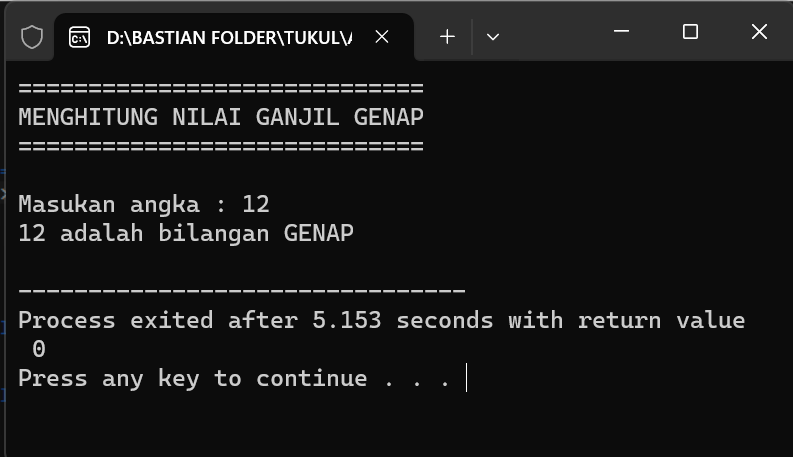 D:\BASTIAN FOLDER\TUKUL\
=============================
MENGHITUNG NILAI GANJIL GENAP
=============================
Masukan angka : 12
12 adalah bilangan GENAP
--------------------------------
Process exited after 5.153 seconds with return value
0
Press any key to continue . . .